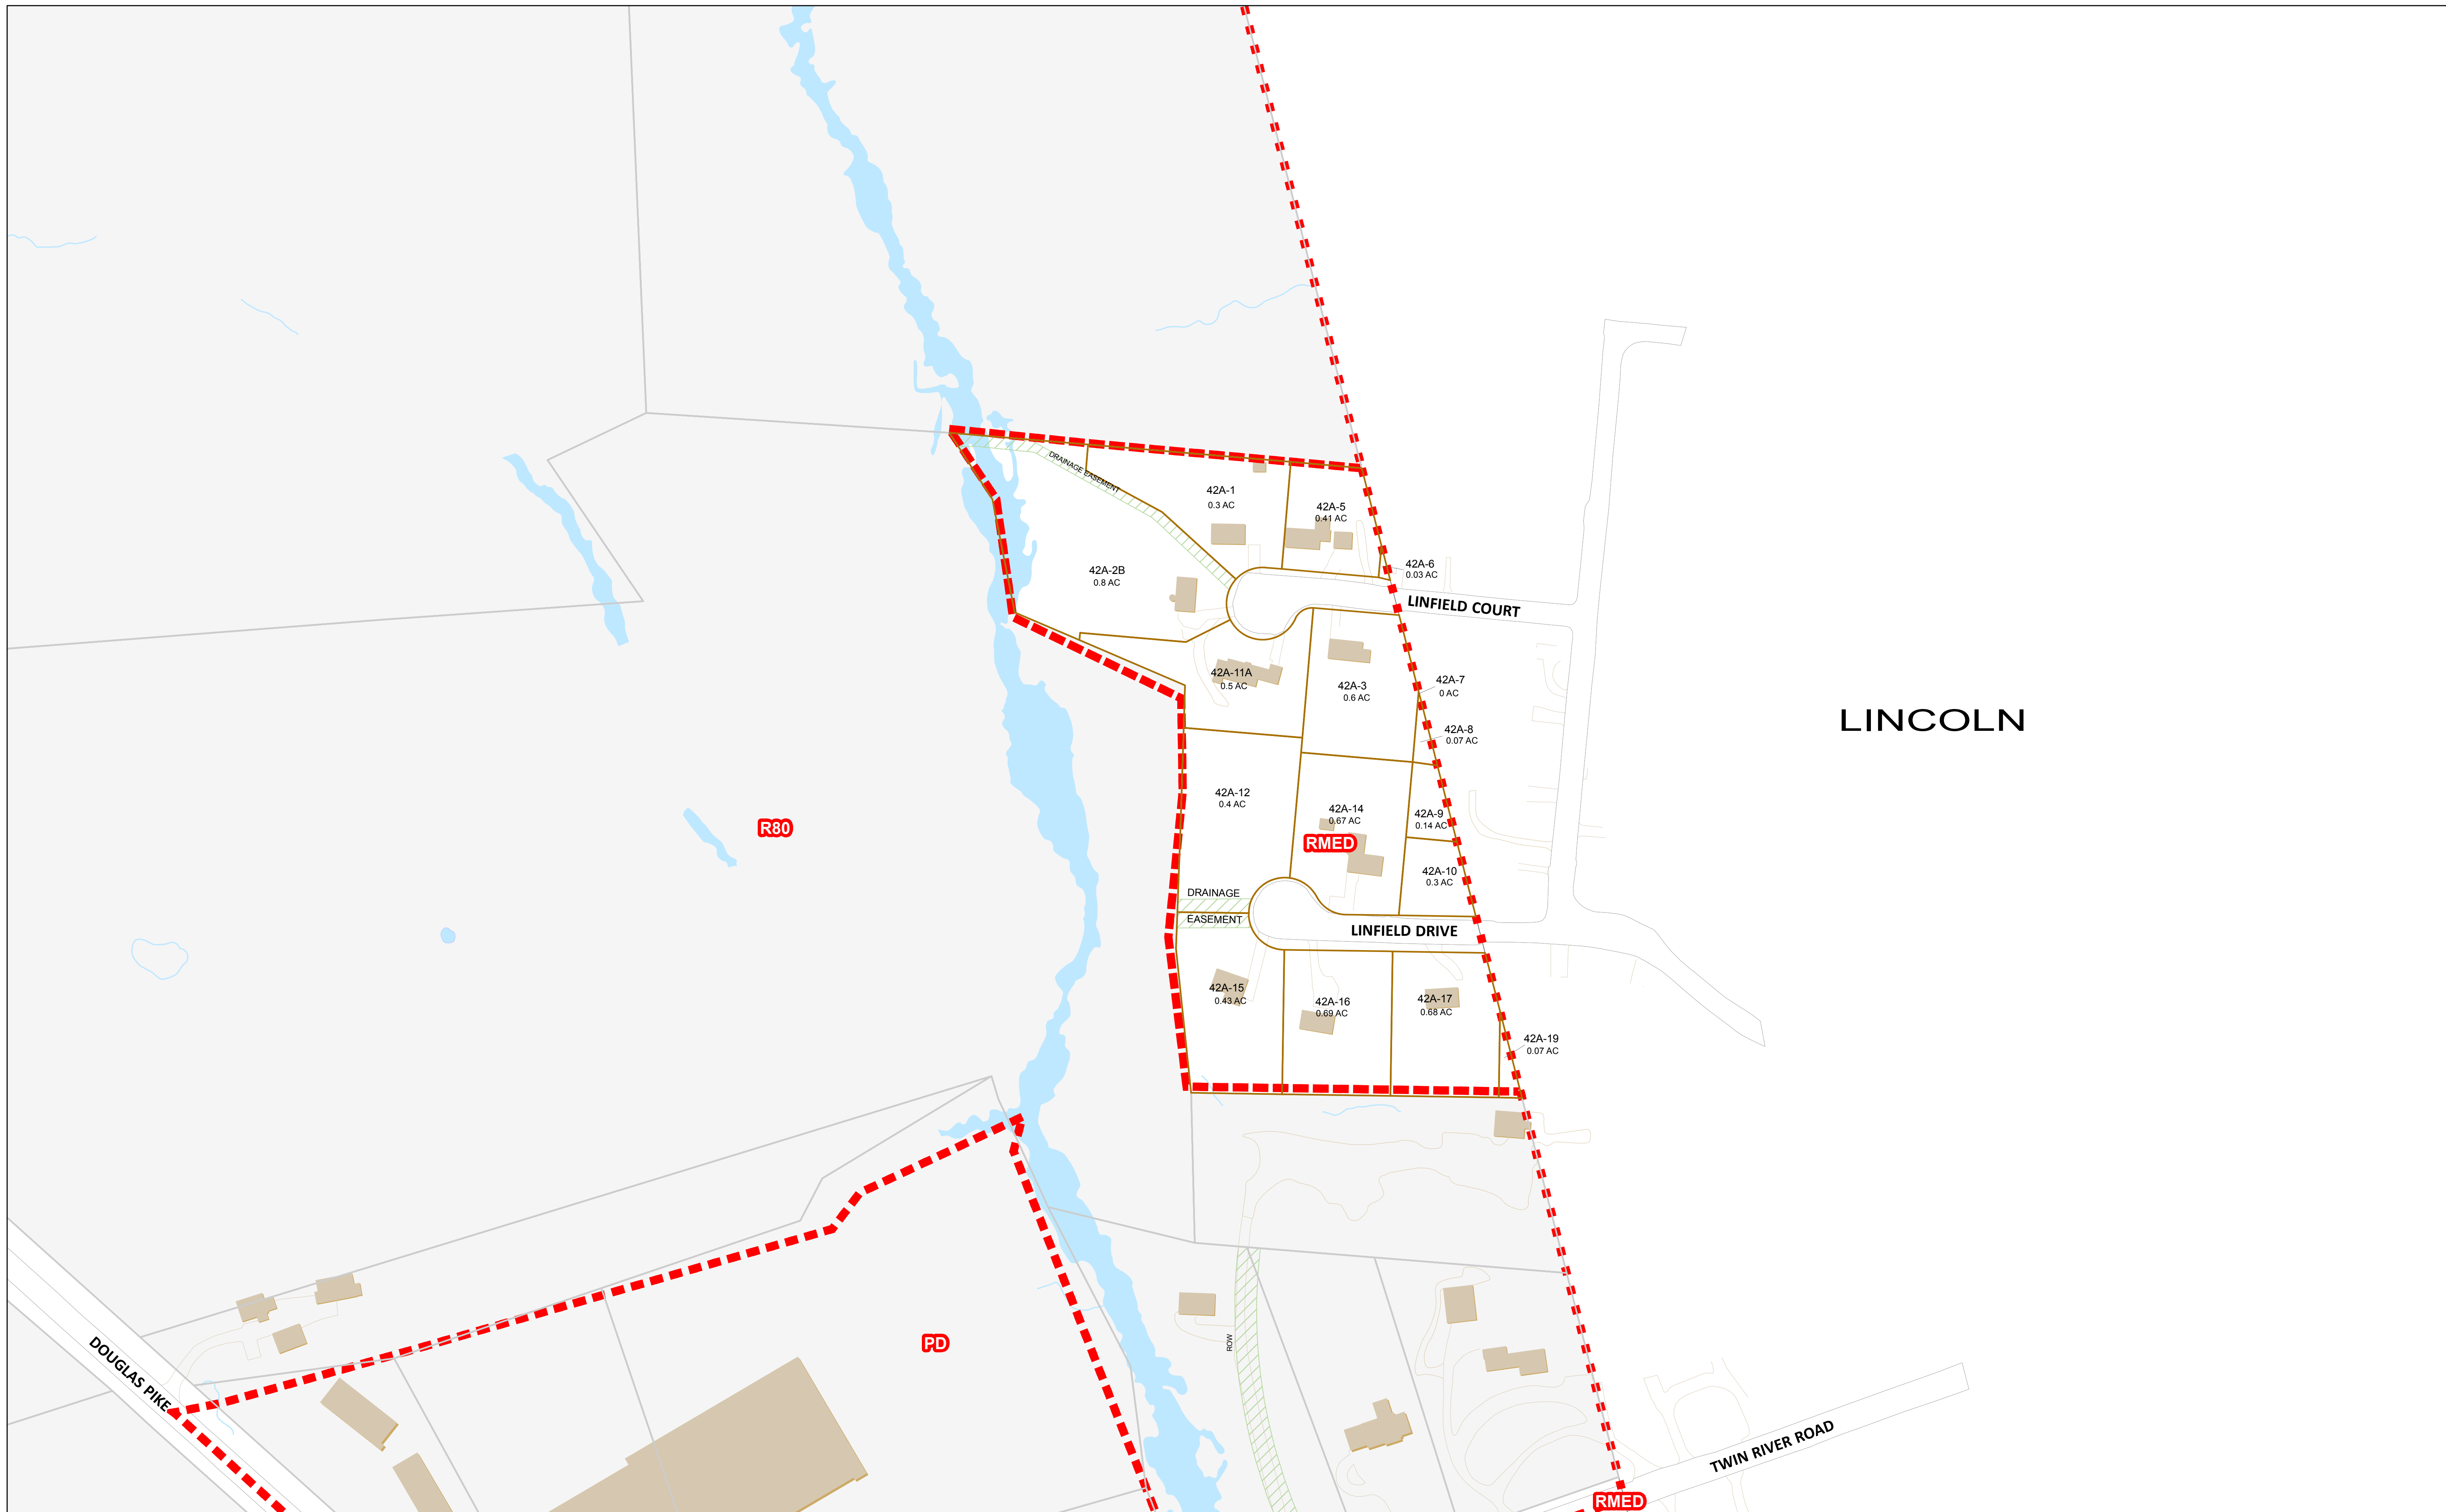 DRAINAGE EASEMENT
42A-1
0.3 AC
42A-5
0.41 AC
42A-6
0.03 AC
42A-2B
0.8 AC
LINFIELD COURT
42A-11A
0.5 AC
42A-3
0.6 AC
42A-7
0 AC
42A-8
0.07 AC
LINCOLN
42A-12
0.4 AC
42A-14
0.67 AC
42A-9
0.14 AC
R80
RMED
42A-10
0.3 AC
DRAINAGE
EASEMENT
LINFIELD DRIVE
42A-15
0.43 AC
42A-16
0.69 AC
42A-17
0.68 AC
42A-19
0.07 AC
PD
ROW
DOUGLAS PIKE
TWIN RIVER ROAD
RMED